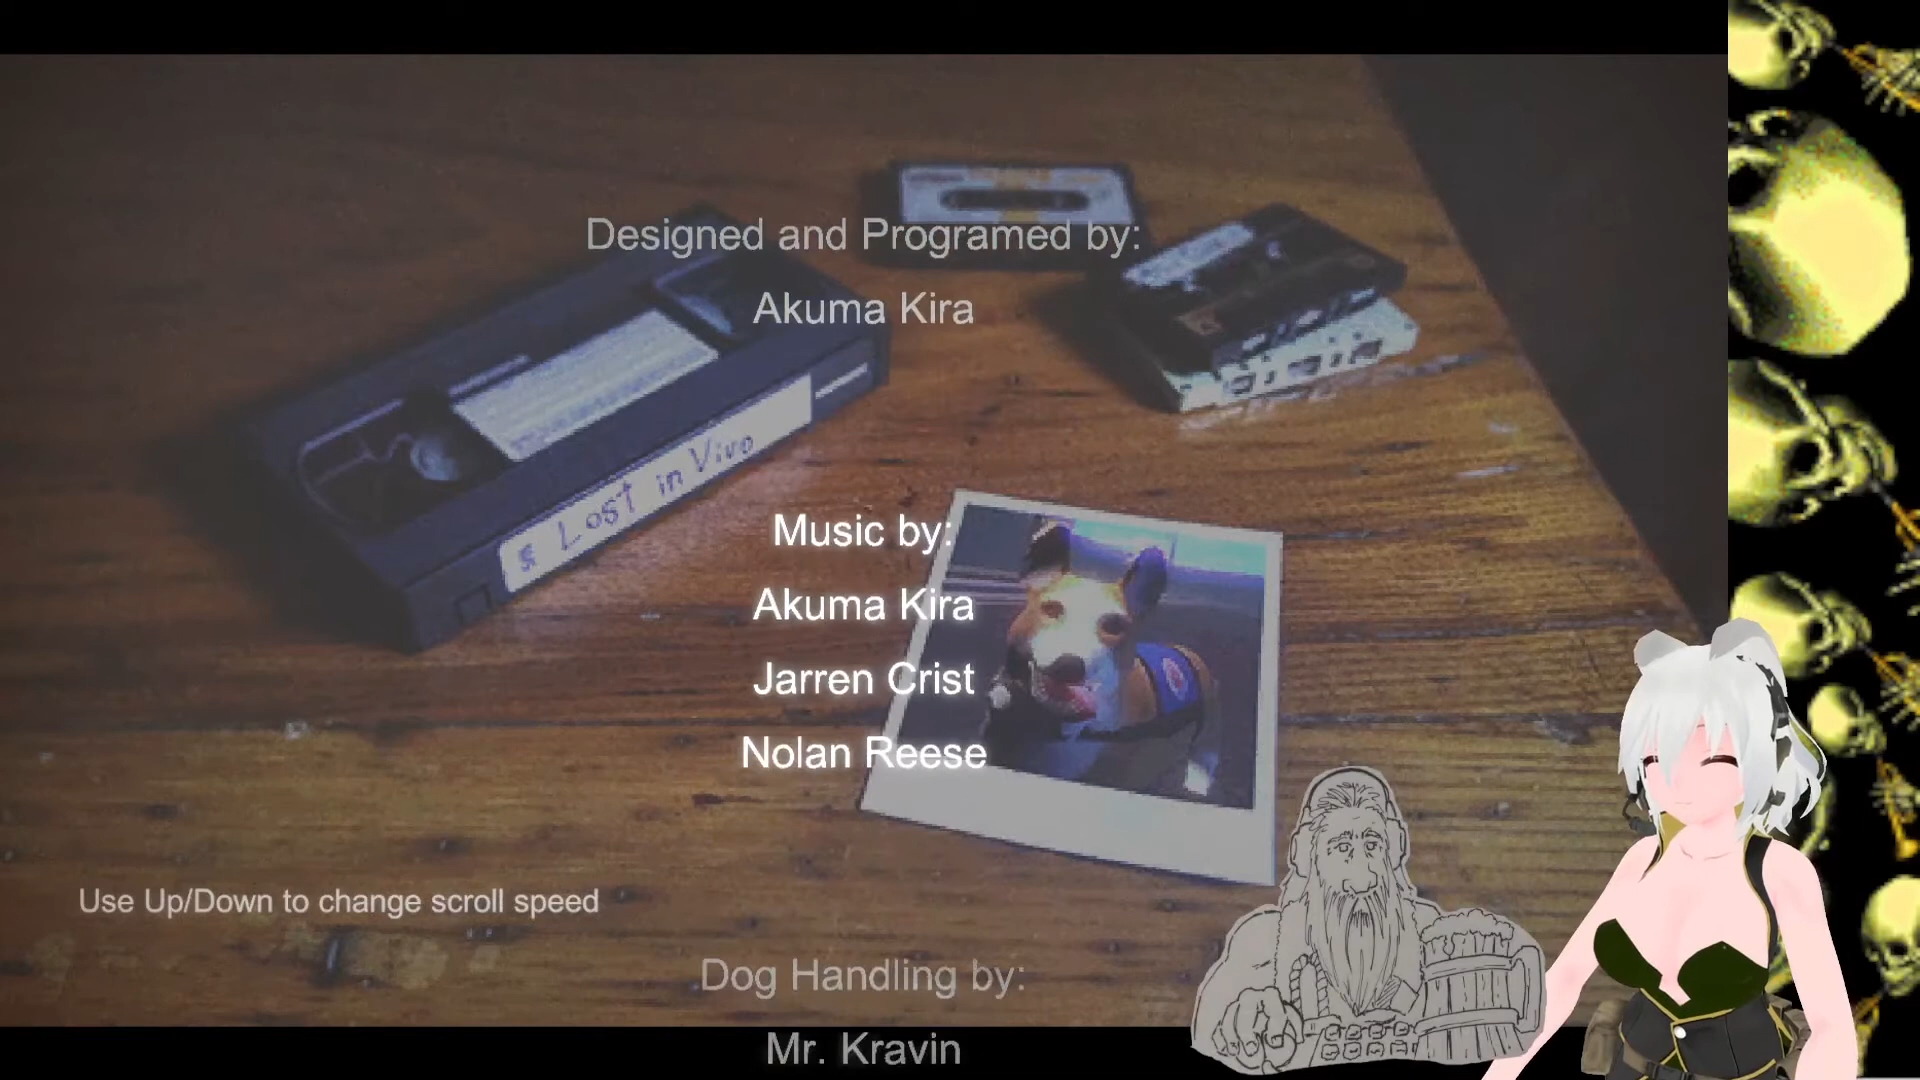 Designed and Programed by:
Akuma Kira
Lost in Vivo
Music by:
Akuma Kira
Jarren Crist
Nolan Reese
Use Up/Down to change scroll speed
Dog Handling by:
Mr. Kravin